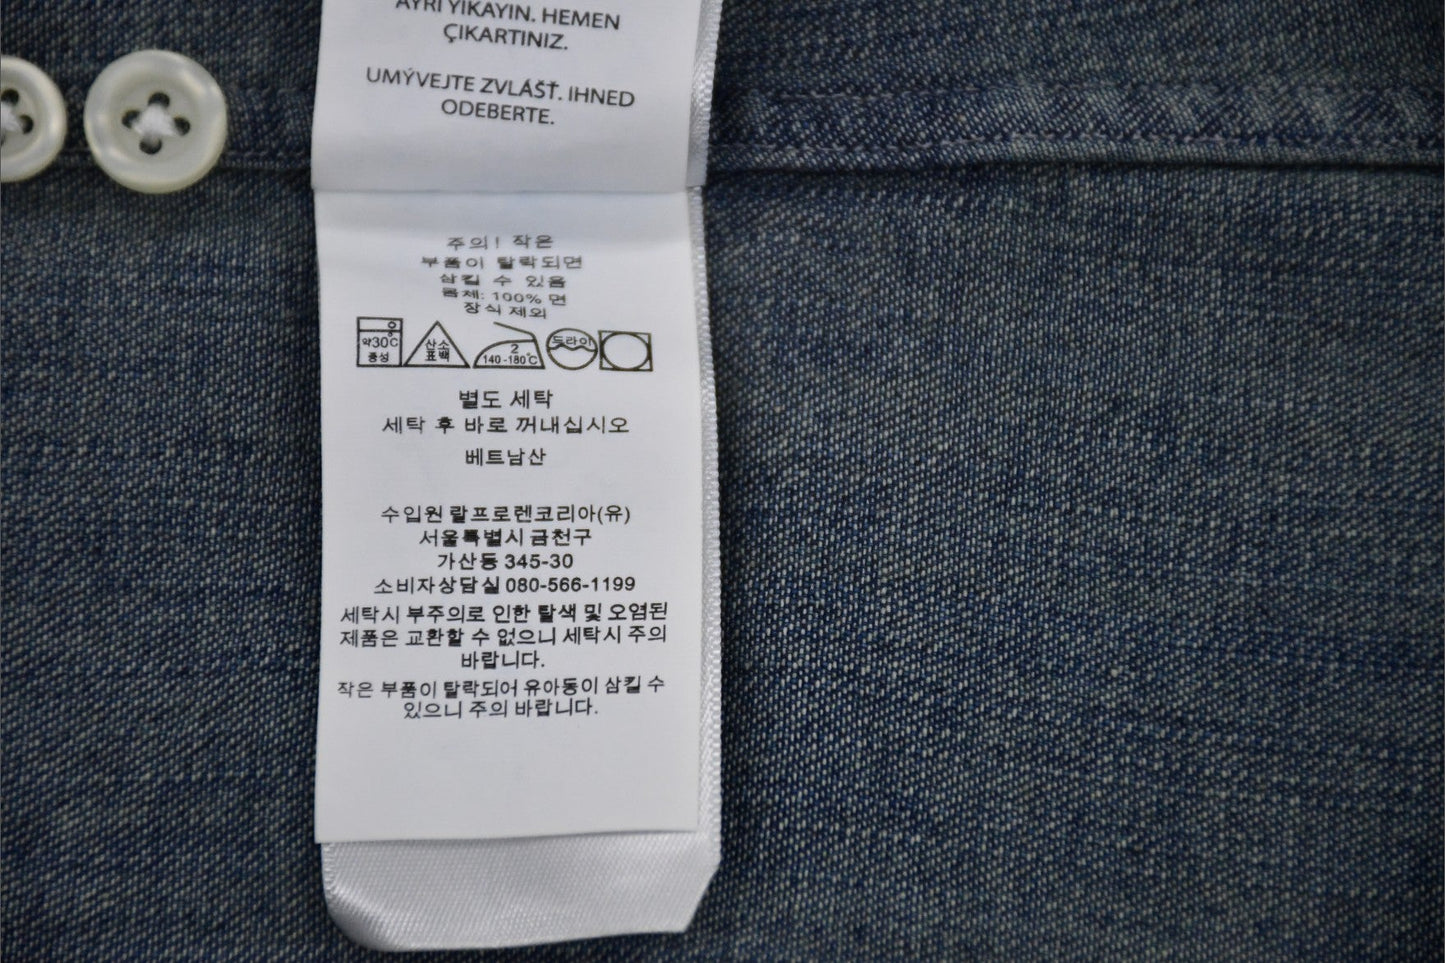 AYRI YIKAYIN. HEMEN
ÇIKARTINIZ.
UMÝVEJTE ZVLÁŠŤ. IHNED
ODEBERTE.
주의! 작은
부품이 탈락되면
삼킬 수 있음
몸체: 100% 면
장식 제외
약30℃
중성
산소
표백
2
140-180℃
드라이
별도 세탁
세탁 후 바로 꺼내십시오
베트남산
수입원 랄프로렌코리아(유)
서울특별시 금천구
가산동 345-30
소비자상담실 080-566-1199
세탁시 부주의로 인한 탈색 및 오염된
제품은 교환할 수 없으니 세탁시 주의
바랍니다.
작은 부품이 탈락되어 유아동이 삼킬 수
있으니 주의 바랍니다.